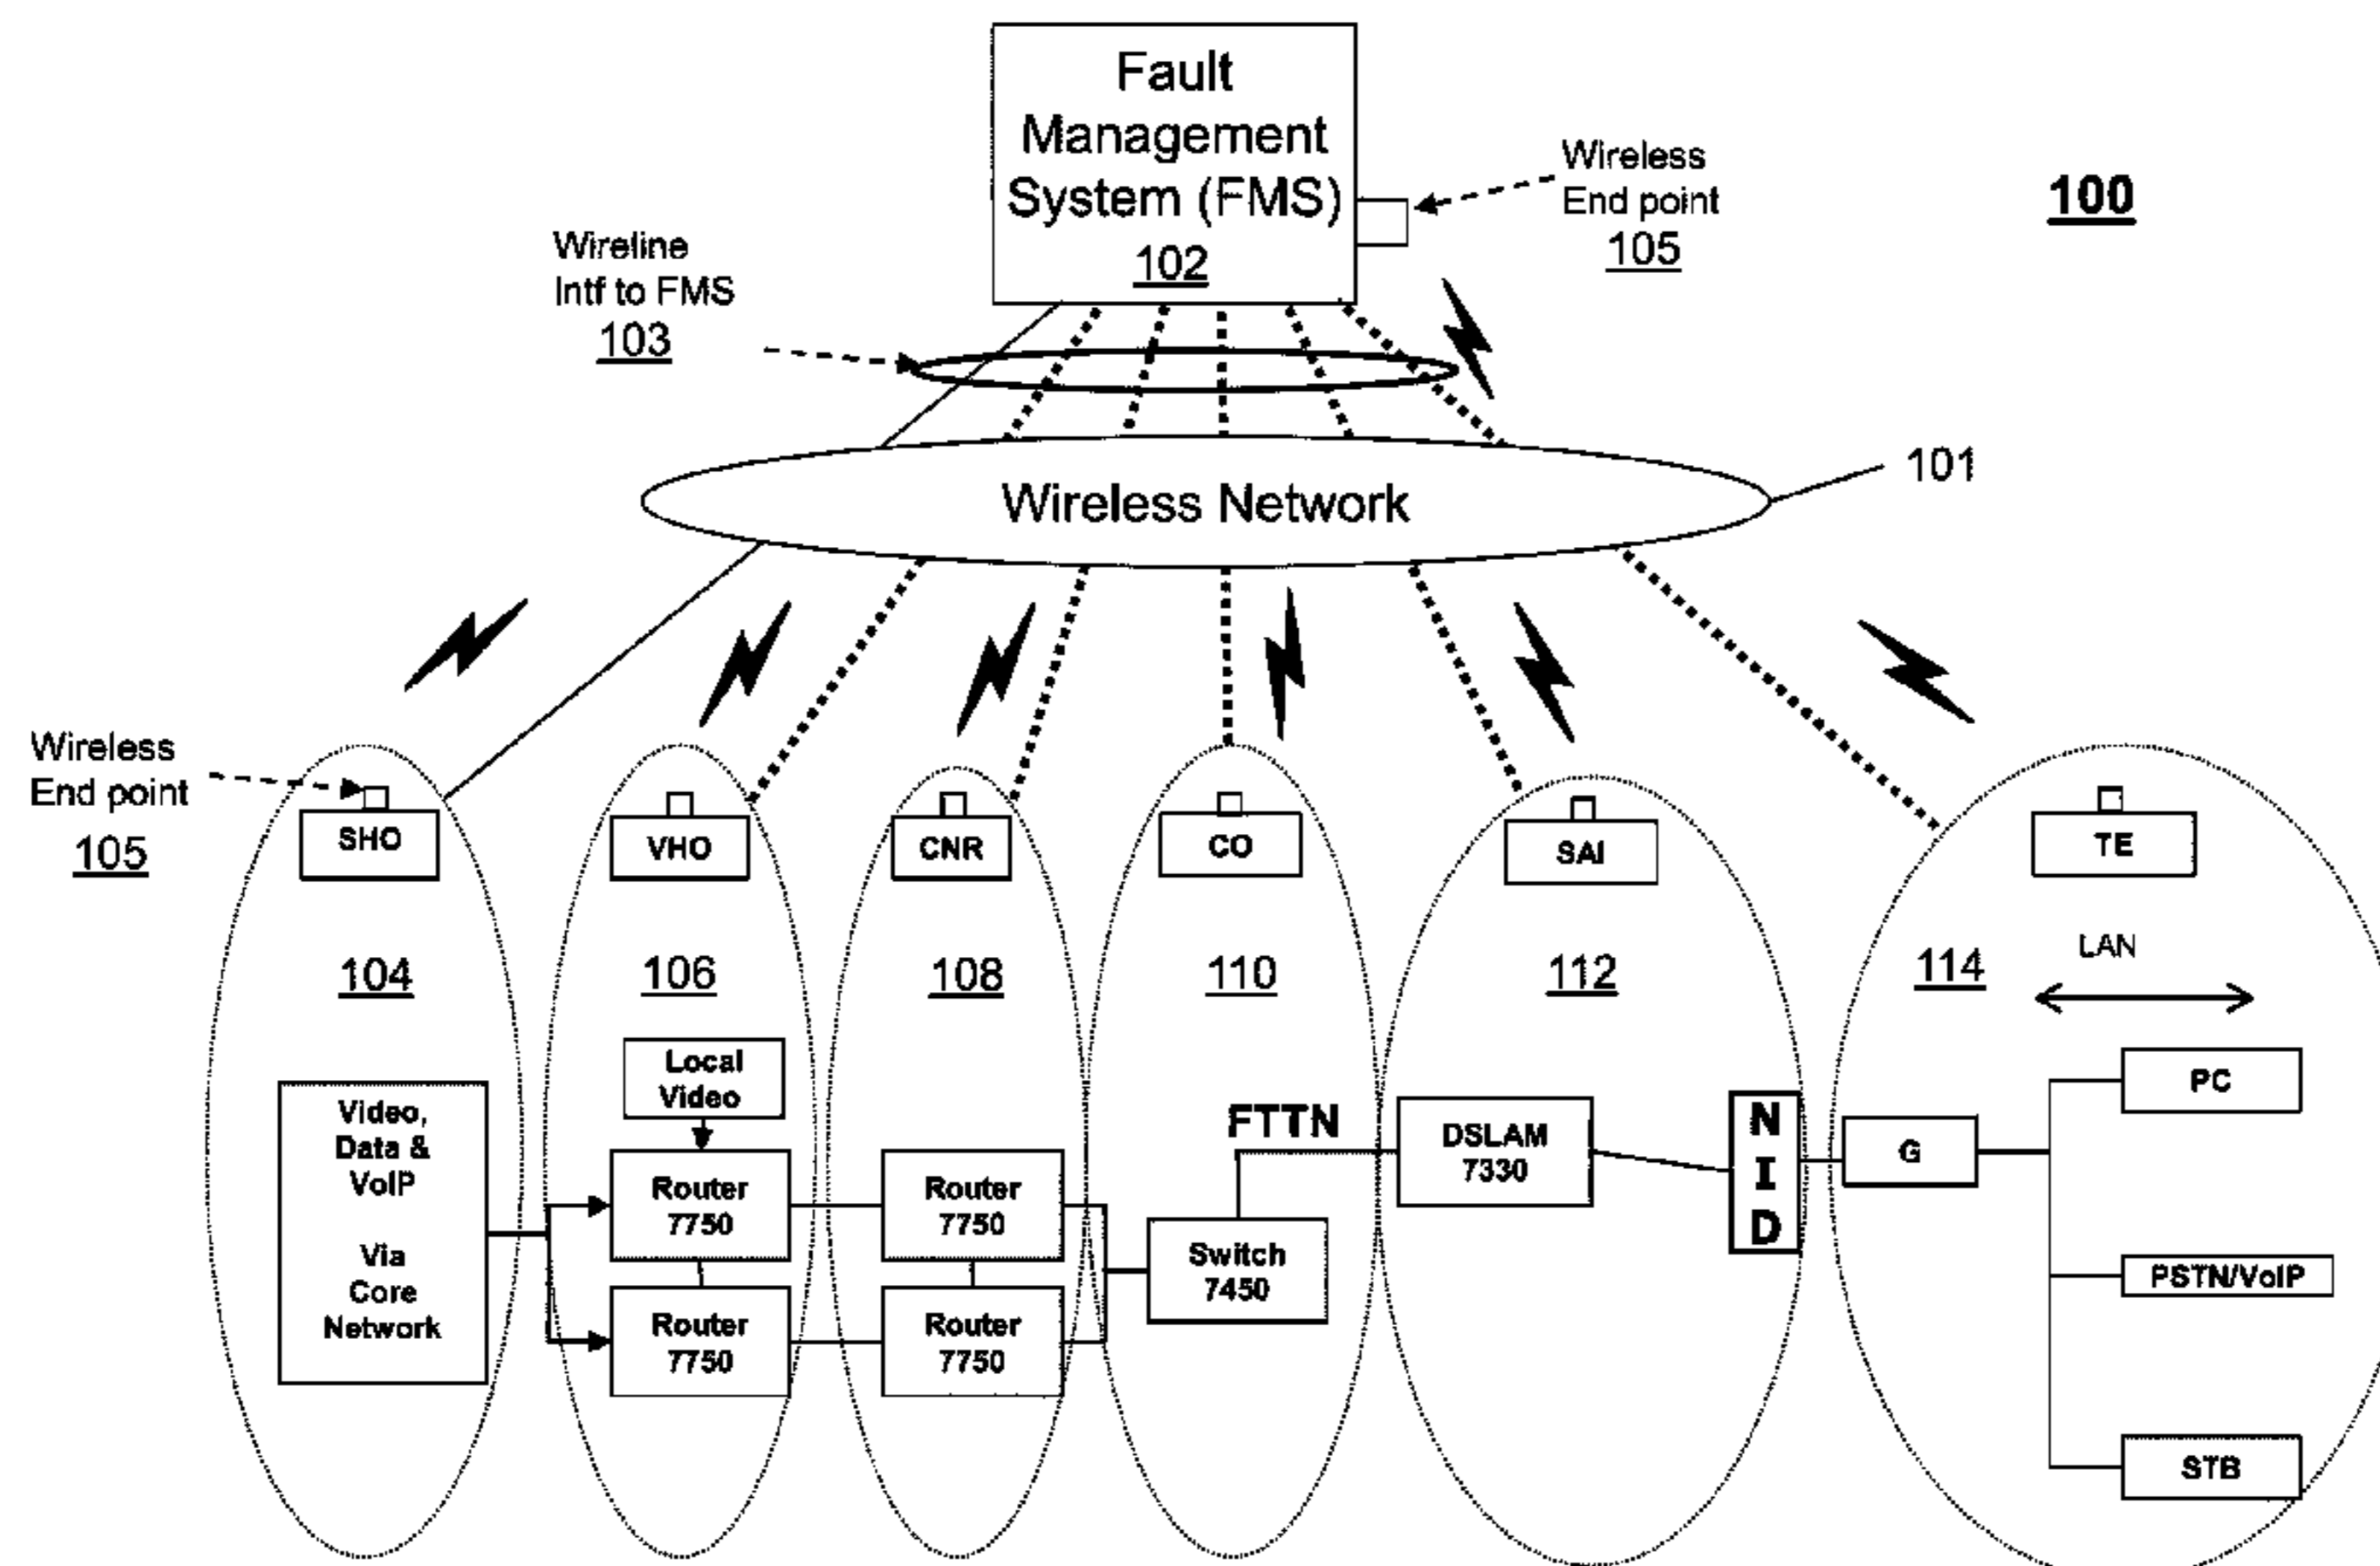 Fault
Management
System (FMS)
102
Wireless
End point
105
100
Wireline
Intf to FMS
103
Wireless Network
101
Wireless
End point
105
SHO
VHO
CNR
CO
SAI
TE
104
106
108
110
112
114
LAN
Video,
Data &
VoIP
Via
Core
Network
Local
Video
Router
7750
Router
7750
Router
7750
Router
7750
Switch
7450
FTTN
DSLAM
7330
N
I
D
G
PC
PSTN/VoIP
STB